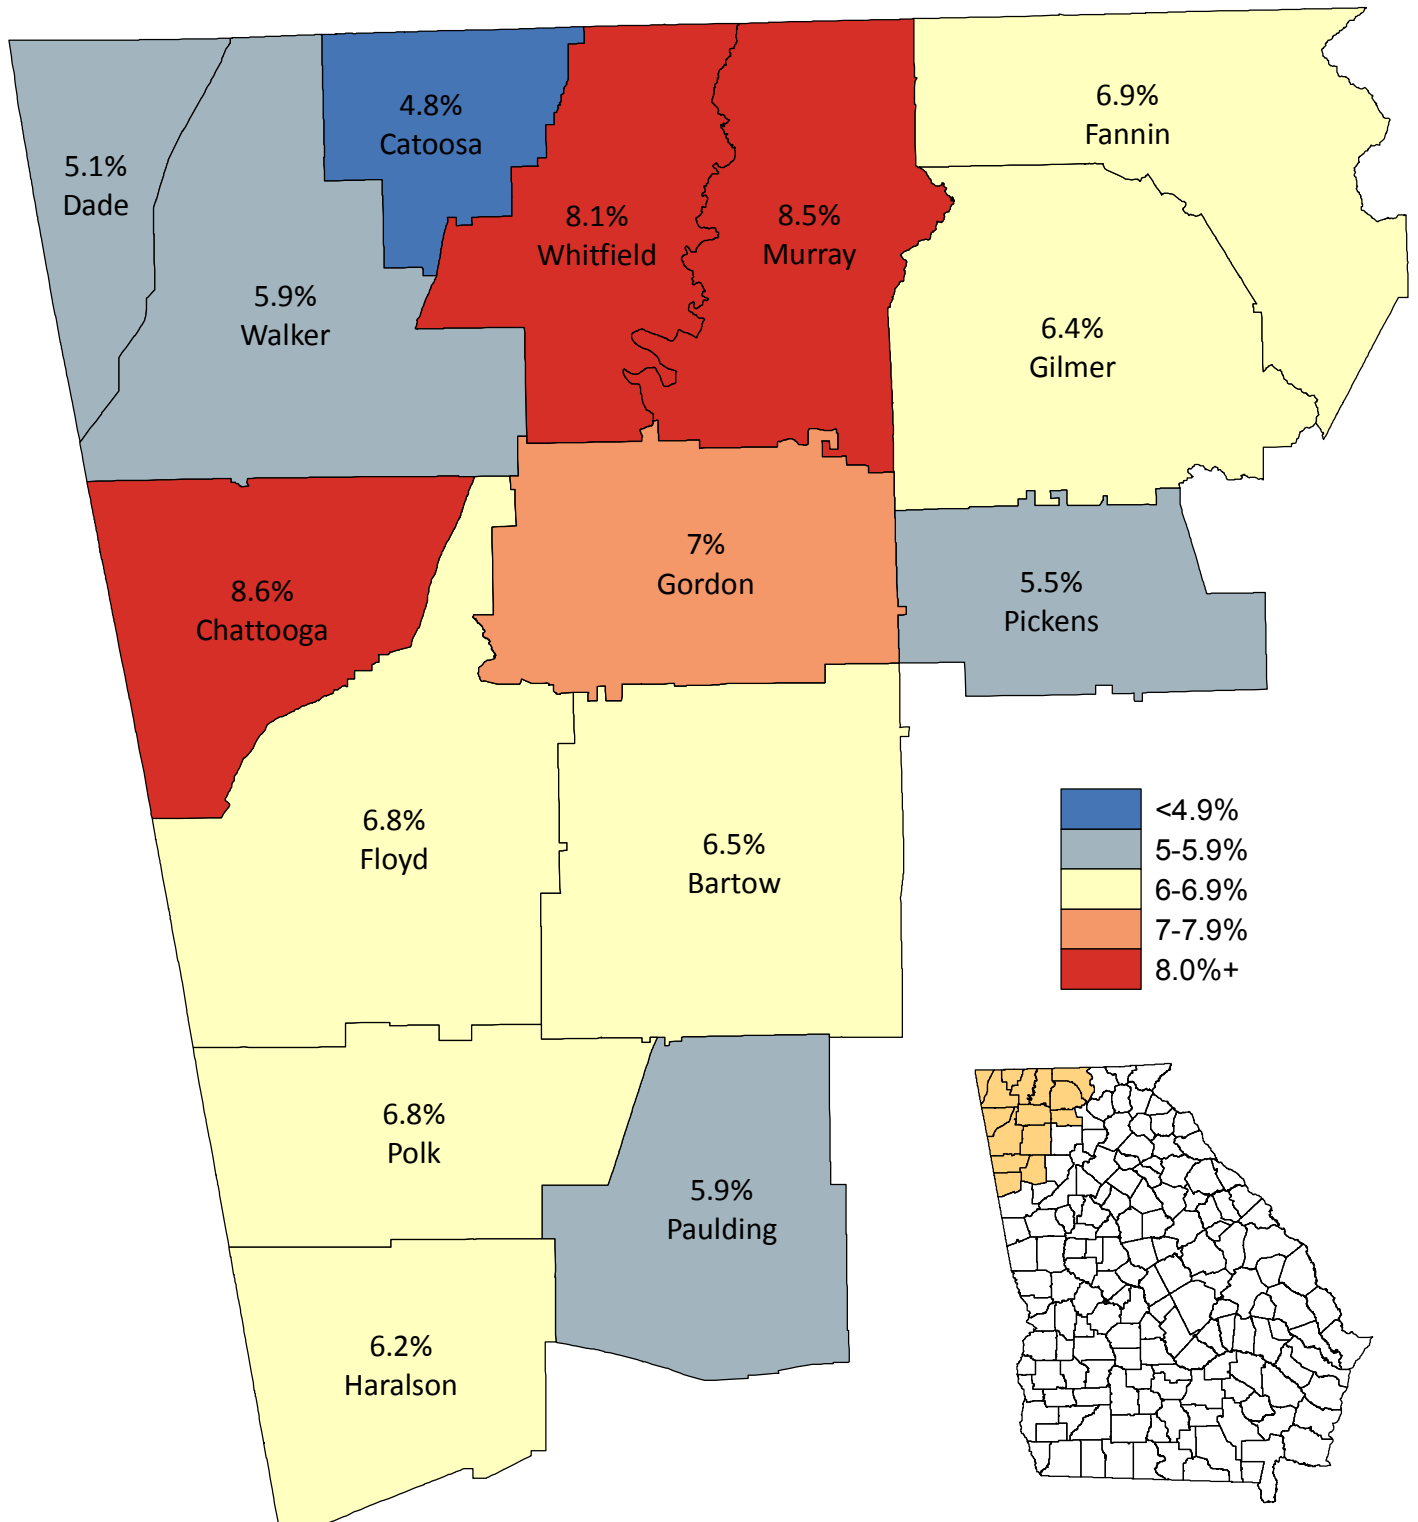 4.8%
Catoosa
6.9%
Fannin
5.1%
Dade
8.1%
Whitfield
8.5%
Murray
5.9%
Walker
6.4%
Gilmer
7%
Gordon
5.5%
Pickens
8.6%
Chattooga
6.8%
Floyd
6.5%
Bartow
<4.9%
5-5.9%
6-6.9%
7-7.9%
8.0%+
6.8%
Polk
5.9%
Paulding
6.2%
Haralson